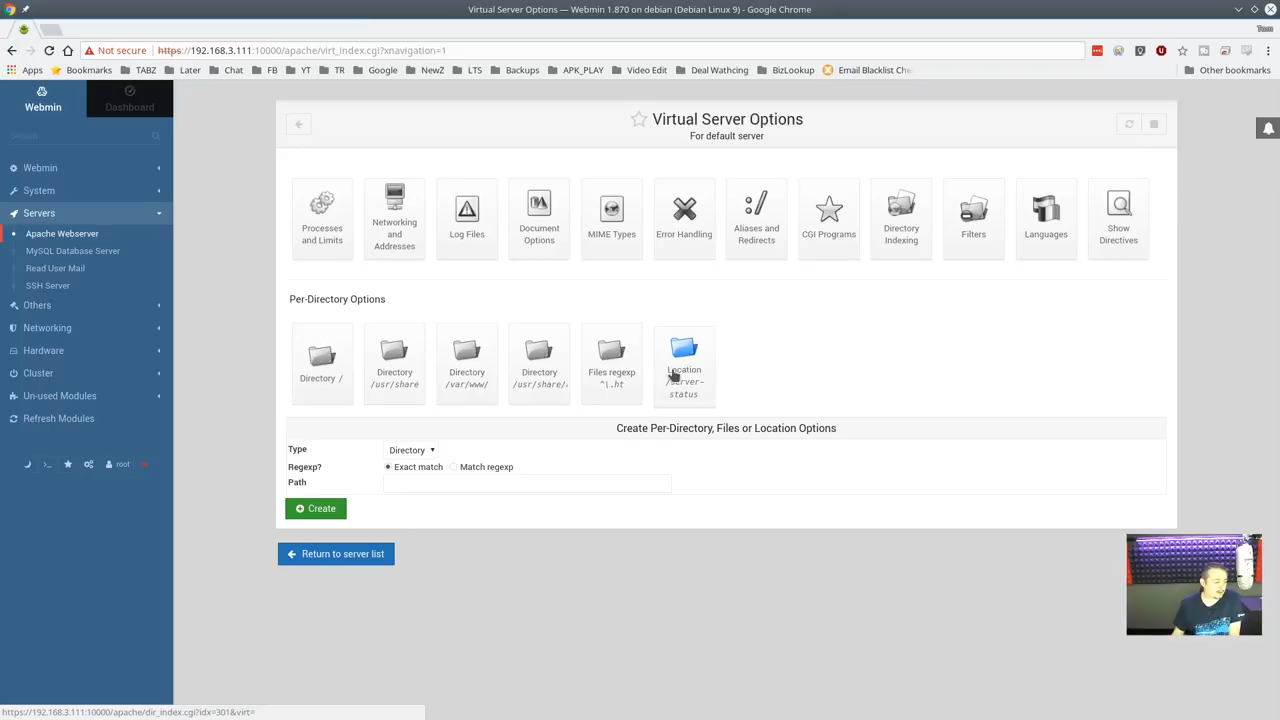 Virtual Server Options — Webmin 1.870 on debian (Debian Linux 9) - Google Chrome
Tom
Not secure
https://192.168.3.111:10000/apache/virt_index.cgi?xnavigation=1
Apps
Bookmarks
TABZ
Later
Chat
FB
YT
TR
Google
NewZ
LTS
Backups
APK_PLAY
Video Edit
Deal Wathcing
BizLookup
Email Blacklist Che
Other bookmarks
Webmin
Dashboard
Search
Webmin
System
Servers
Apache Webserver
MySQL Database Server
Read User Mail
SSH Server
Others
Networking
Hardware
Cluster
Un-used Modules
Refresh Modules
root
Virtual Server Options
For default server
Processes
and Limits
Networking
and
Addresses
Log Files
Document
Options
MIME Types
Error Handling
Aliases and
Redirects
CGI Programs
Directory
Indexing
Filters
Languages
Show
Directives
Per-Directory Options
Directory /
Directory
/usr/share
Directory
/var/www/
Directory
/usr/share/
Files regexp
^\.ht
Location
/server-
status
Create Per-Directory, Files or Location Options
Type
Directory
Regexp?
Exact match
Match regexp
Path
Create
Return to server list
https://192.168.3.111:10000/apache/dir_index.cgi?idx=301&virt=